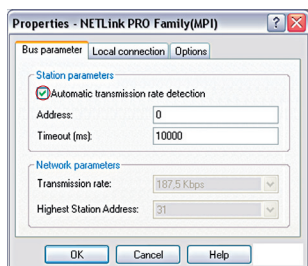 Properties - NETLink PRO Family(MPI)
Bus parameter Local connection Options
Station parameters
Automatic transmission rate detection
Address: 0
Timeout (ms): 10000
Network parameters
Transmission rate: 187,5 Kbps
Highest Station Address: 31
OK Cancel Help